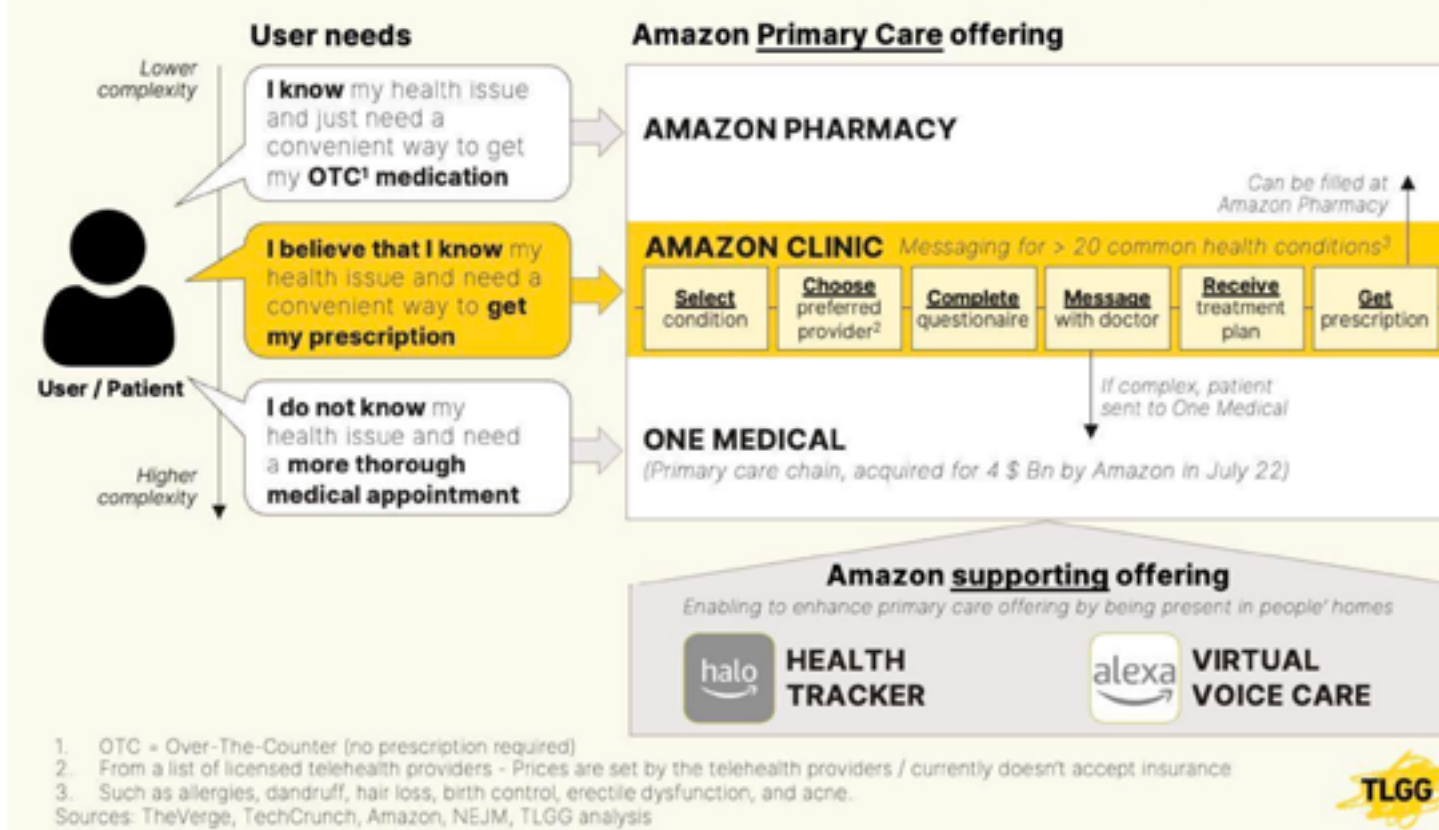 User needs
Amazon Primary Care offering
Lower
complexity
I know my health issue
and just need a
convenient way to get
my OTC¹ medication
AMAZON PHARMACY
Can be filled at
Amazon Pharmacy
I believe that I know my
health issue and need a
convenient way to get
my prescription
AMAZON CLINIC Messaging for > 20 common health conditions³
Select
condition
Choose
preferred
provider²
Complete
questionaire
Message
with doctor
Receive
treatment
plan
Get
prescription
User / Patient
If complex, patient
sent to One Medical
I do not know my
health issue and need
a more thorough
medical appointment
ONE MEDICAL
(Primary care chain, acquired for 4 $ Bn by Amazon in July 22)
Higher
complexity
Amazon supporting offering
Enabling to enhance primary care offering by being present in people' homes
halo
HEALTH
TRACKER
alexa
VIRTUAL
VOICE CARE
1. OTC = Over-The-Counter (no prescription required)
2. From a list of licensed telehealth providers - Prices are set by the telehealth providers / currently doesn't accept insurance
3. Such as allergies, dandruff, hair loss, birth control, erectile dysfunction, and acne.
Sources: TheVerge, TechCrunch, Amazon, NEJM, TLGG analysis
TLGG